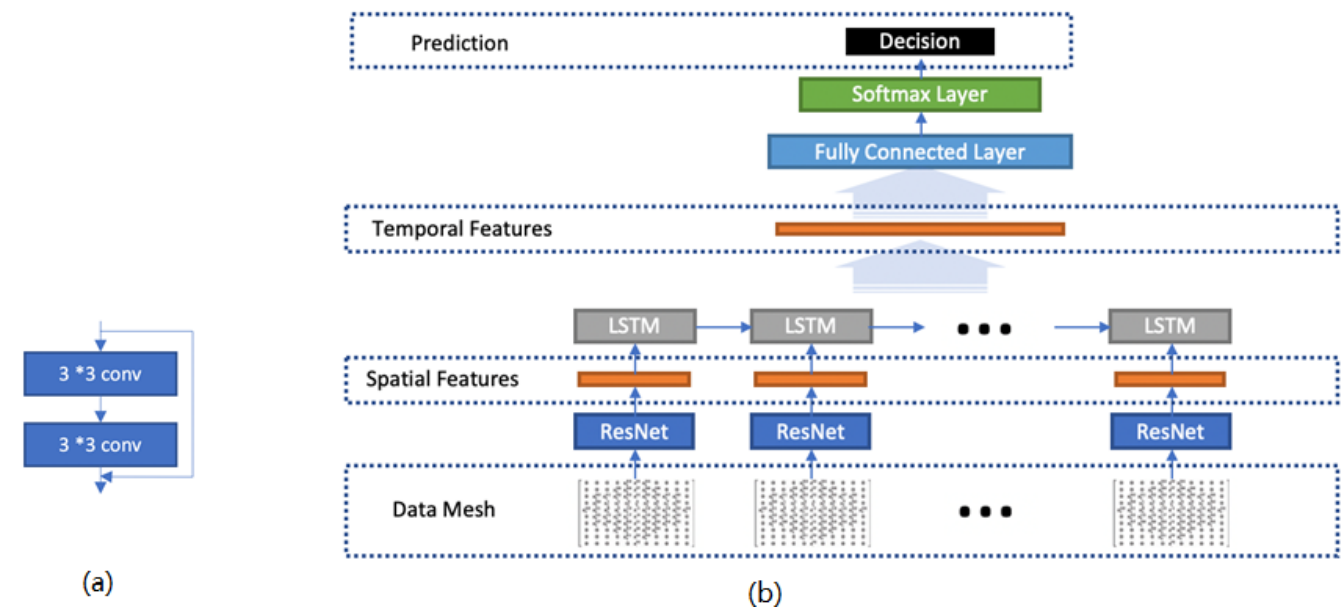 Prediction
Decision
Softmax Layer
Fully Connected Layer
Temporal Features
LSTM LSTM ... LSTM
3 *3 conv
Spatial Features
3 *3 conv
ResNet ResNet ResNet
Data Mesh ...
(a)
(b)